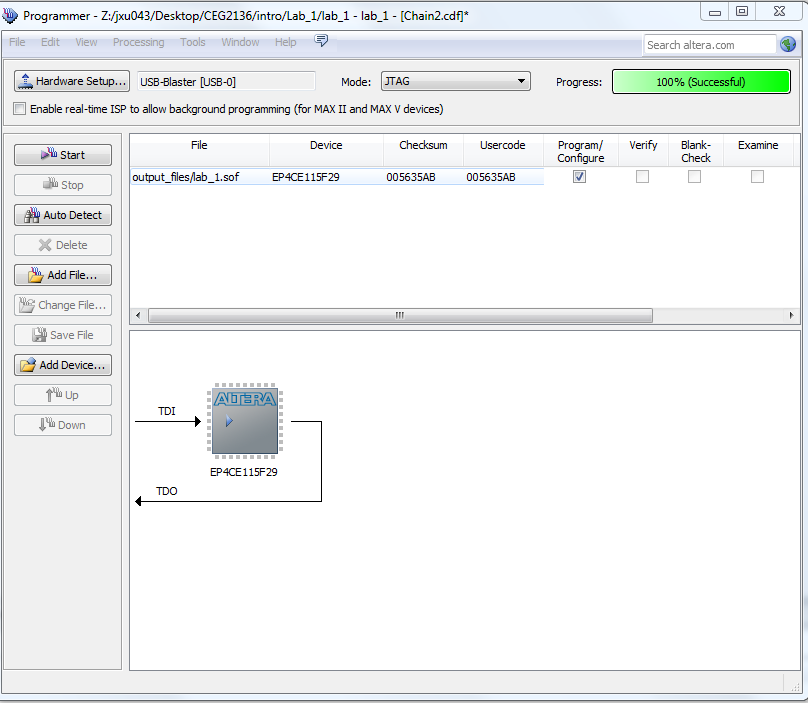 Programmer - Z:/jxu043/Desktop/CEG2136/intro/Lab_1/lab_1 - lab_1 - [Chain2.cdf]*
File Edit View Processing Tools Window Help
Search altera.com
Hardware Setup... USB-Blaster [USB-0] Mode: JTAG Progress: 100% (Successful)
Enable real-time ISP to allow background programming (for MAX II and MAX V devices)
Start
Stop
Auto Detect
Delete
Add File...
Change File...
Save File
Add Device...
Up
Down
File Device Checksum Usercode Program/ Verify Blank- Examine
Configure Check
output_files/lab_1.sof EP4CE115F29 005635AB 005635AB
ALTERA
TDI
EP4CE115F29
TDO